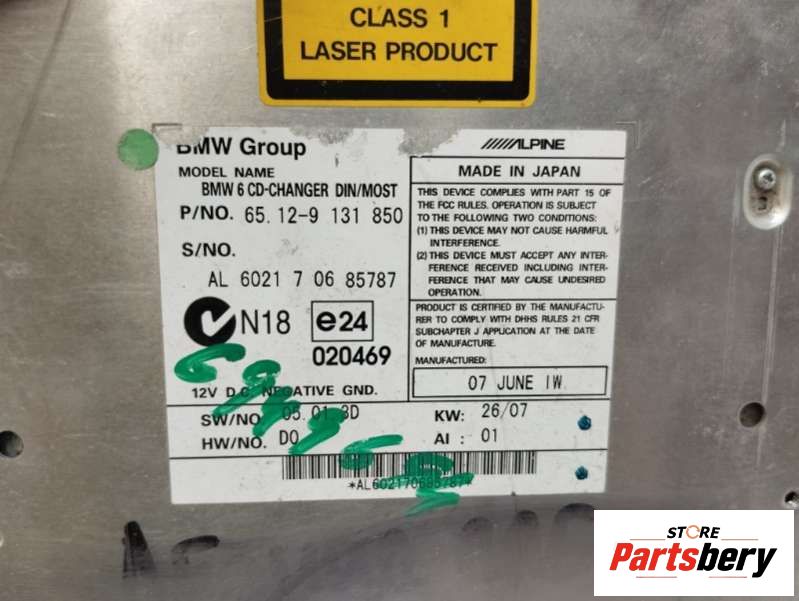 CLASS 1
LASER PRODUCT
BMW Group
ALPINE
MODEL NAME
BMW 6 CD-CHANGER DIN/MOST
P/NO. 65.12-9 131 850
S/NO.
AL 6021 7 06 85787
N18 e24
020469
12V D.C. NEGATIVE GND.
MADE IN JAPAN
THIS DEVICE COMPLIES WITH PART 15 OF
THE FCC RULES. OPERATION IS SUBJECT
TO THE FOLLOWING TWO CONDITIONS:
(1) THIS DEVICE MAY NOT CAUSE HARMFUL
INTERFERENCE.
(2) THIS DEVICE MUST ACCEPT ANY INTER-
FERENCE RECEIVED INCLUDING INTER-
FERENCE THAT MAY CAUSE UNDESIRED
OPERATION.
PRODUCT IS CERTIFIED BY THE MANUFACTU-
RER TO COMPLY WITH DHHS RULES 21 CFR
SUBCHAPTER J APPLICATION AT THE DATE
OF MANUFACTURE.
MANUFACTURED:
07 JUNE IW
SW/NO. 05.01.3D
KW: 26/07
HW/NO. D0
AI : 01
*AL602170685787*
STORE
Partsbery